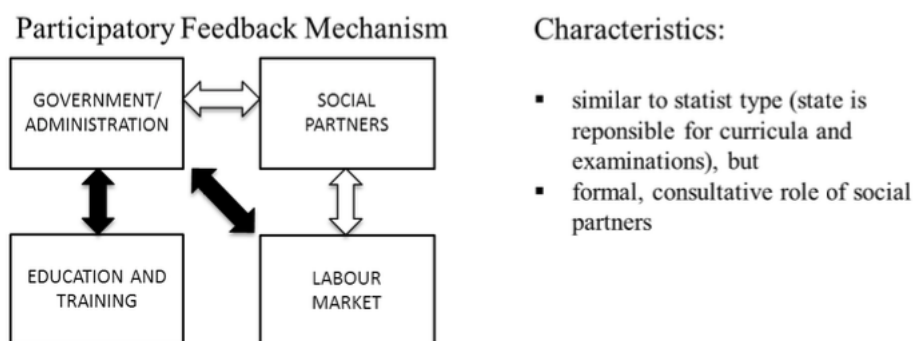 Participatory Feedback Mechanism
GOVERNMENT/
ADMINISTRATION
SOCIAL
PARTNERS
EDUCATION AND
TRAINING
LABOUR
MARKET
Characteristics:
▪ similar to statist type (state is
reponsible for curricula and
examinations), but
▪ formal, consultative role of social
partners